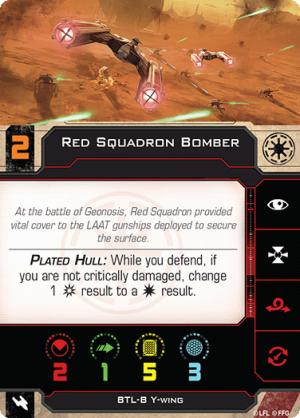 2
RED SQUADRON BOMBER
At the battle of Geonosis, Red Squadron provided
vital cover to the LAAT gunships deployed to secure
the surface.
PLATED HULL: While you defend, if
you are not critically damaged, change
1 result to a result.
2 1 5 3
BTL-B Y-WING
©LFL ©FFG